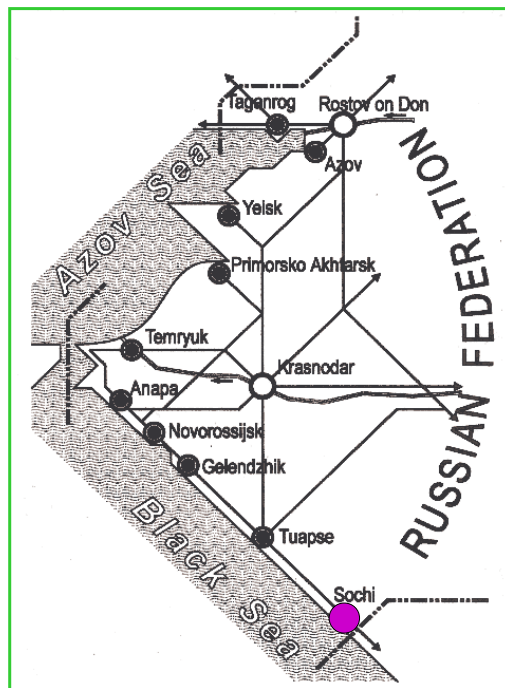 Taganrog
Rostov on Don
Azov
Azov Sea
Yeisk
Primorsko Akhtarsk
Temryuk
Krasnodar
Anapa
Novorossijsk
Gelendzhik
Tuapse
Black Sea
Sochi
RUSSIAN FEDERATION